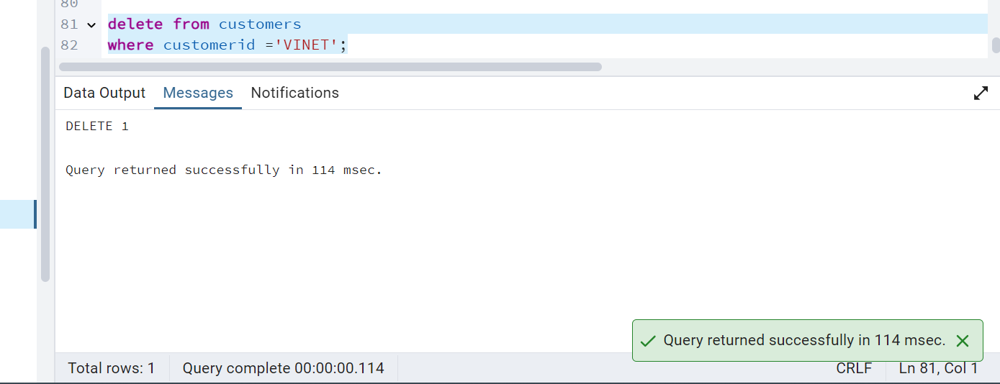 80
81 delete from customers
82 where customerid ='VINET';
Data Output Messages Notifications
DELETE 1
Query returned successfully in 114 msec.
Query returned successfully in 114 msec.
Total rows: 1 Query complete 00:00:00.114 CRLF Ln 81, Col 1